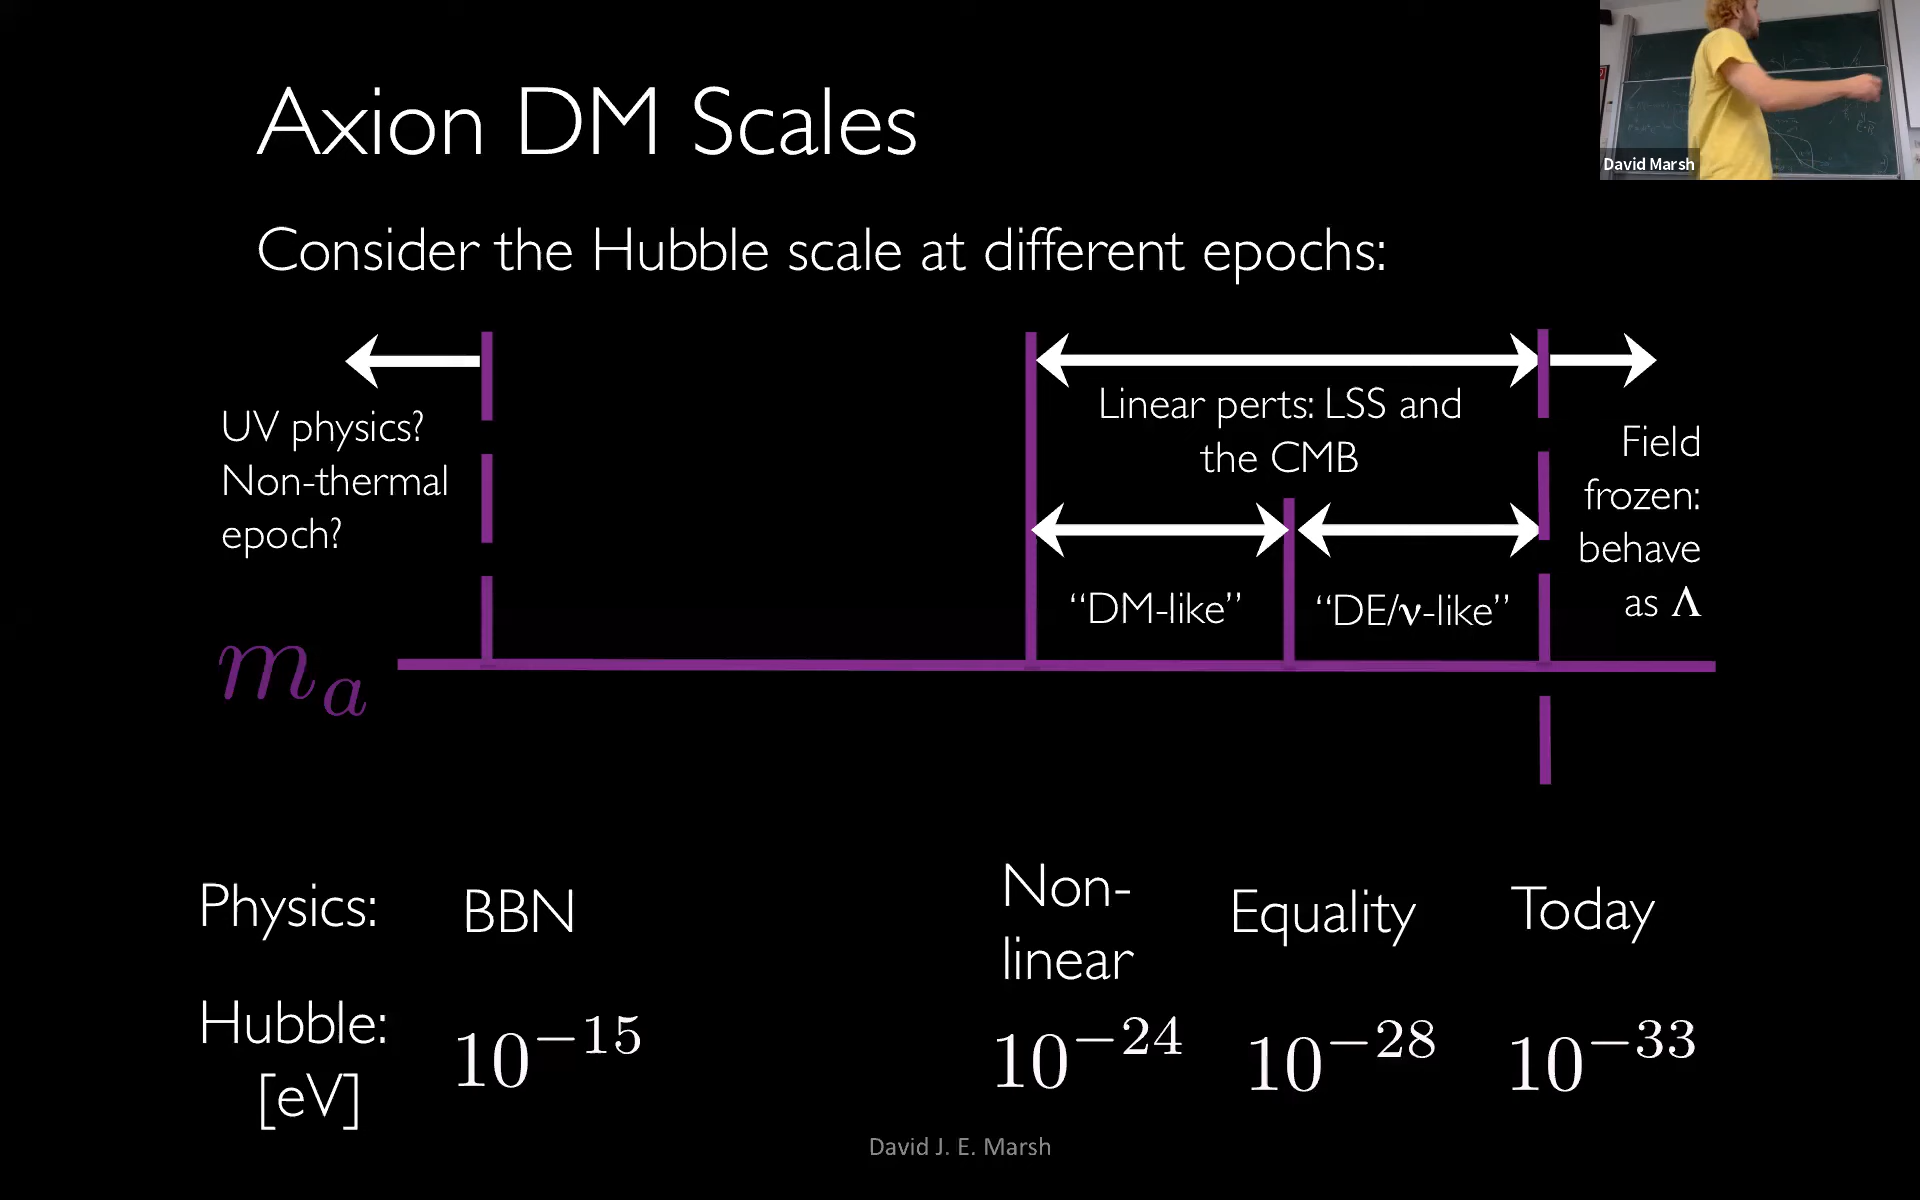 Axion DM Scales
David Marsh
Consider the Hubble scale at different epochs:
UV physics?
Non-thermal
epoch?
Linear perts: LSS and
the CMB
Field
frozen:
behave
as Λ
“DM-like”
“DE/ν-like”
m_a
Physics:
BBN
Non-
linear
Equality
Today
Hubble:
[eV]
10^{-15}
10^{-24}
10^{-28}
10^{-33}
David J. E. Marsh